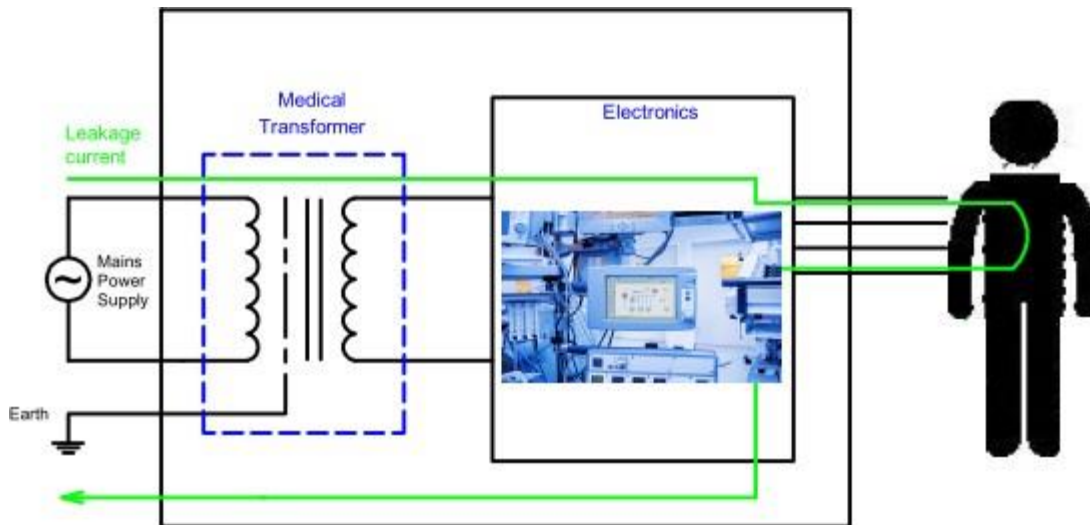 Medical
Transformer
Electronics
Leakage
current
Mains
Power
Supply
Earth